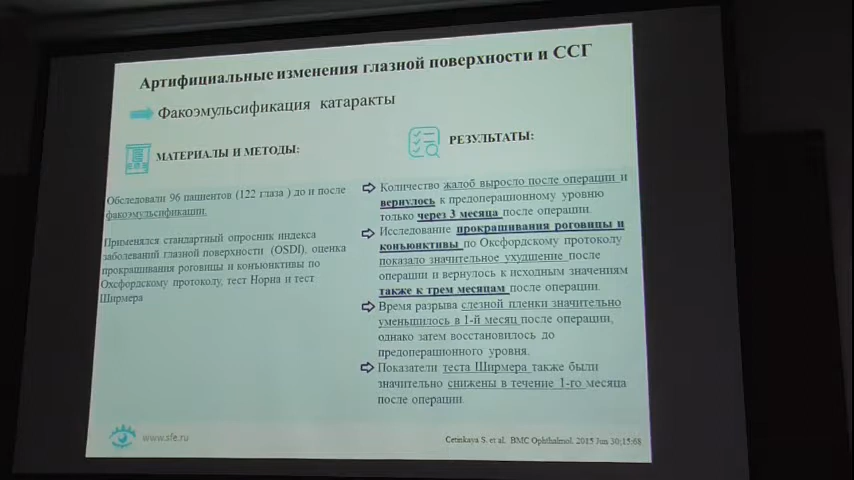 Артифициальные изменения глазной поверхности и ССГ
Факоэмульсификация катаракты
МАТЕРИАЛЫ И МЕТОДЫ:
Обследовали 96 пациентов (122 глаза ) до и после
факоэмульсификации.
Применялся стандартный опросник индекса
заболеваний глазной поверхности (OSDI), оценка
прокрашивания роговицы и конъюнктивы по
Оксфордскому протоколу, тест Норна и тест
Ширмера
РЕЗУЛЬТАТЫ:
Количество жалоб выросло после операции и
вернулось к предоперационному уровню
только через 3 месяца после операции.
Исследование прокрашивания роговицы и
конъюнктивы по Оксфордскому протоколу
показало значительное ухудшение после
операции и вернулось к исходным значениям
также к трем месяцам после операции.
Время разрыва слезной пленки значительно
уменьшилось в 1-й месяц после операции,
однако затем восстановилось до
предоперационного уровня.
Показатели теста Ширмера также были
значительно снижены в течение 1-го месяца
после операции.
www.sfe.ru
Cetinkaya S. et al. BMC Ophthalmol. 2015 Jun 30;15:68